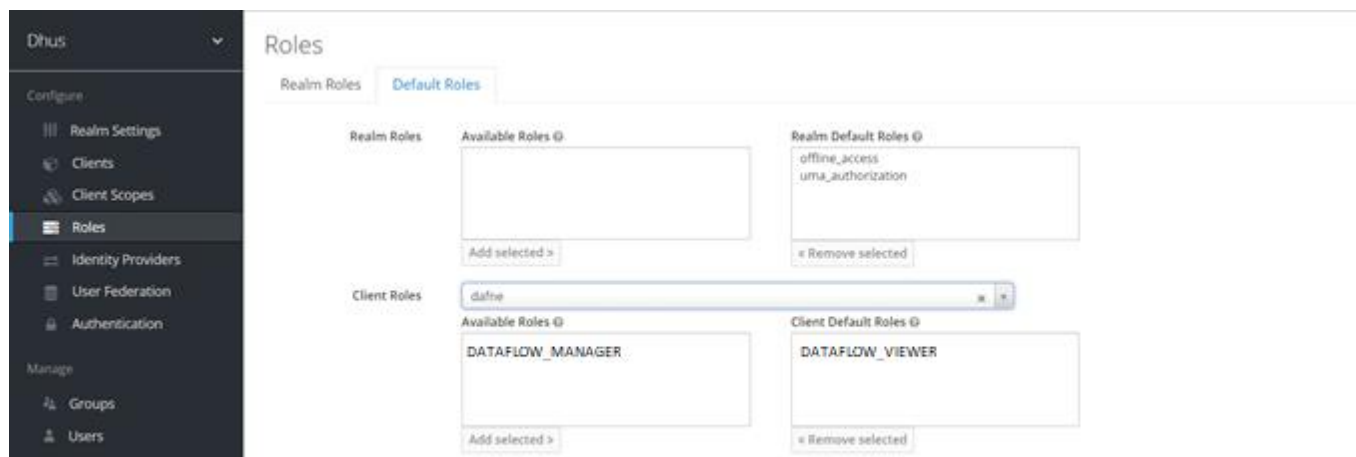 Dhus
Roles
Realm Roles
Default Roles
Configure
Realm Settings
Clients
Client Scopes
Roles
Identity Providers
User Federation
Authentication
Manage
Groups
Users
Realm Roles
Available Roles
Realm Default Roles
offline_access
uma_authorization
Add selected >
« Remove selected
Client Roles
dafne
Available Roles
Client Default Roles
DATAFLOW_MANAGER
DATAFLOW_VIEWER
Add selected >
« Remove selected